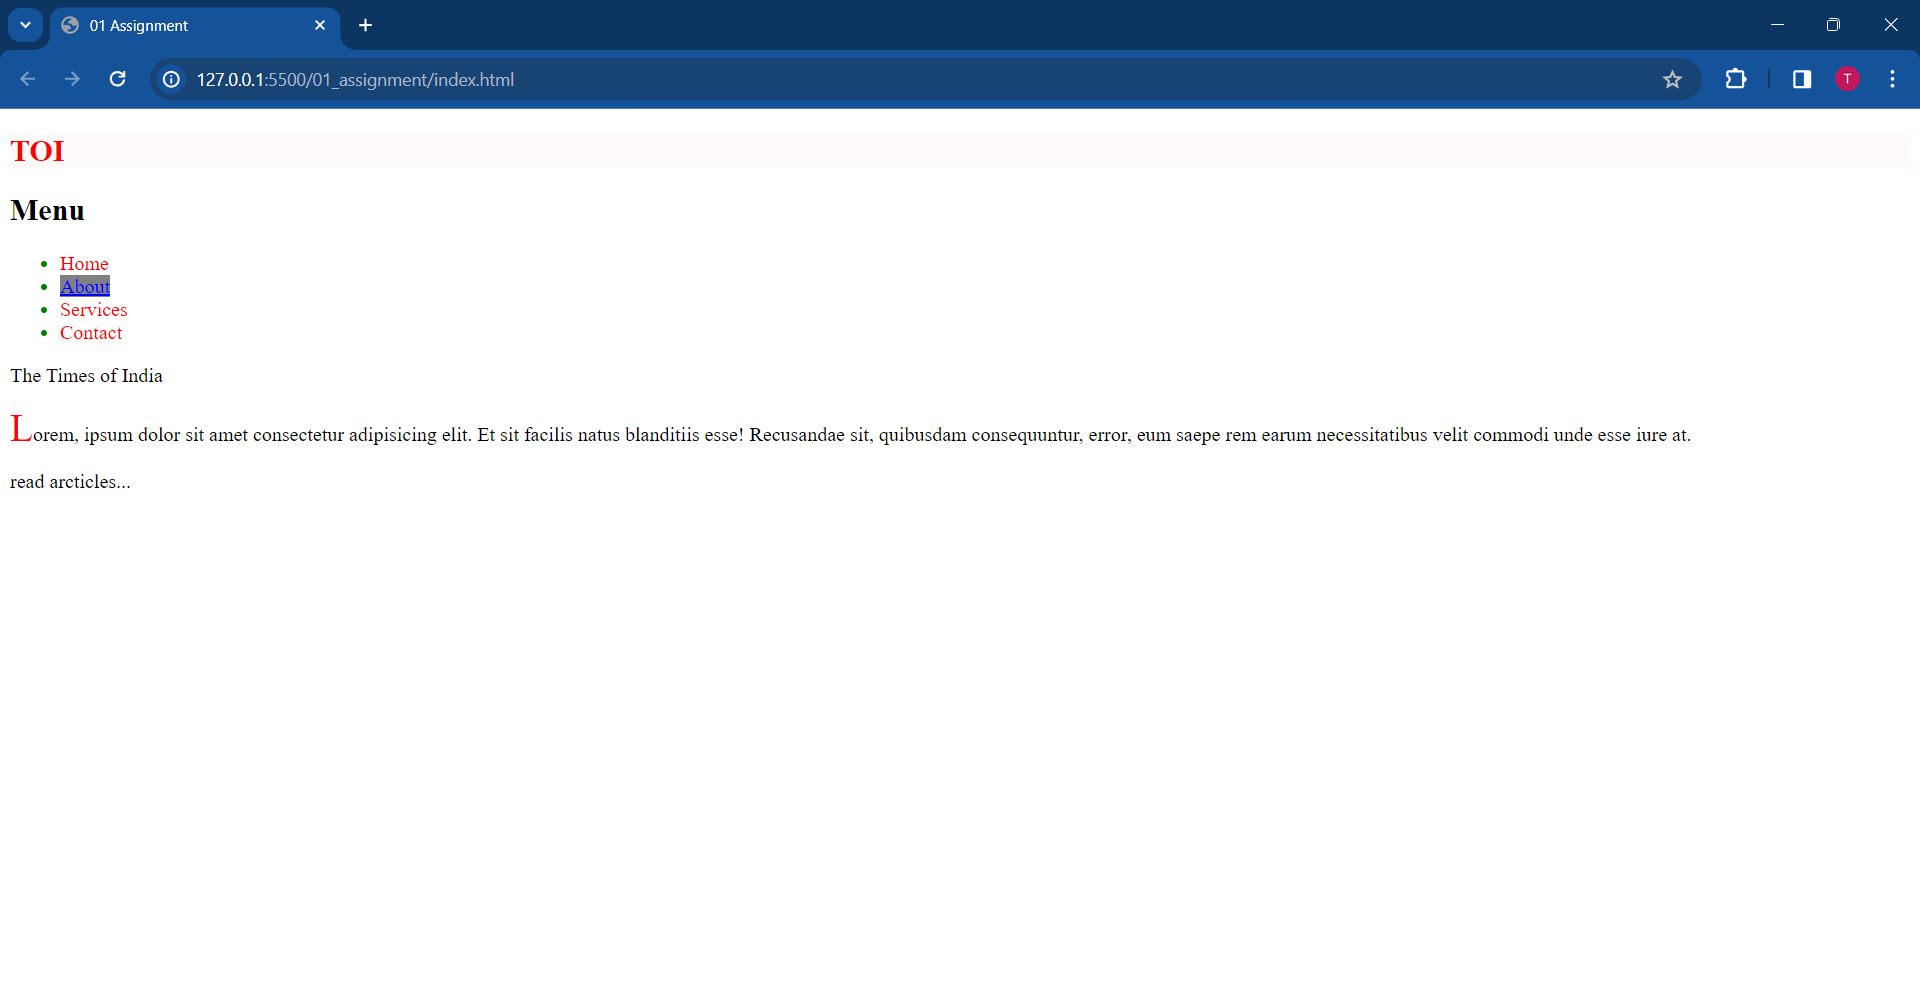 01 Assignment
127.0.0.1:5500/01_assignment/index.html
T
TOI
Menu
Home
About
Services
Contact
The Times of India
Lorem, ipsum dolor sit amet consectetur adipisicing elit. Et sit facilis natus blanditiis esse! Recusandae sit, quibusdam consequuntur, error, eum saepe rem earum necessitatibus velit commodi unde esse iure at.
read arcticles...